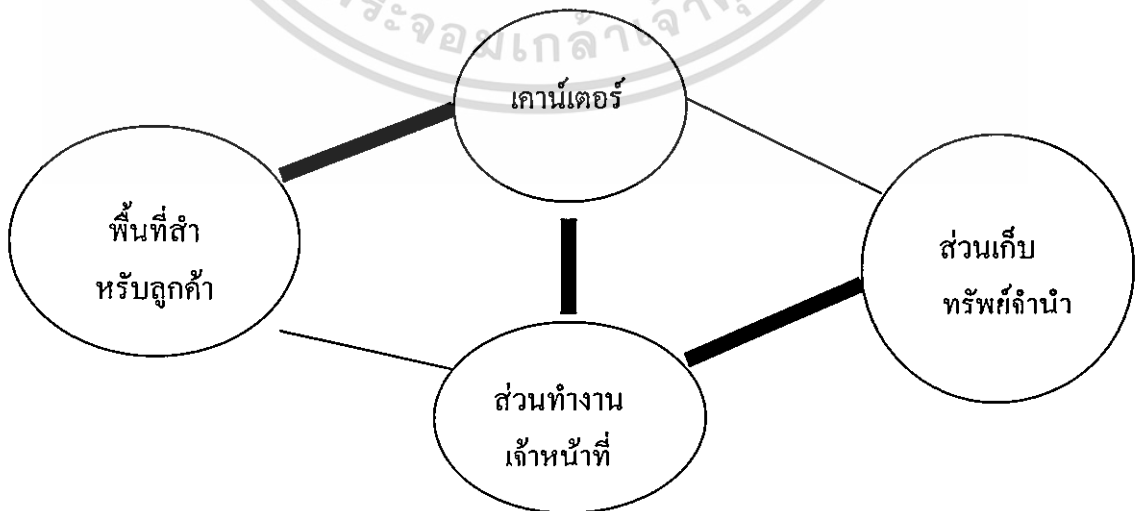 เคาน์เตอร์
พื้นที่สำ
หรับลูกค้า
ส่วนเก็บ
ทรัพย์จำนำ
ส่วนทำงาน
เจ้าหน้าที่